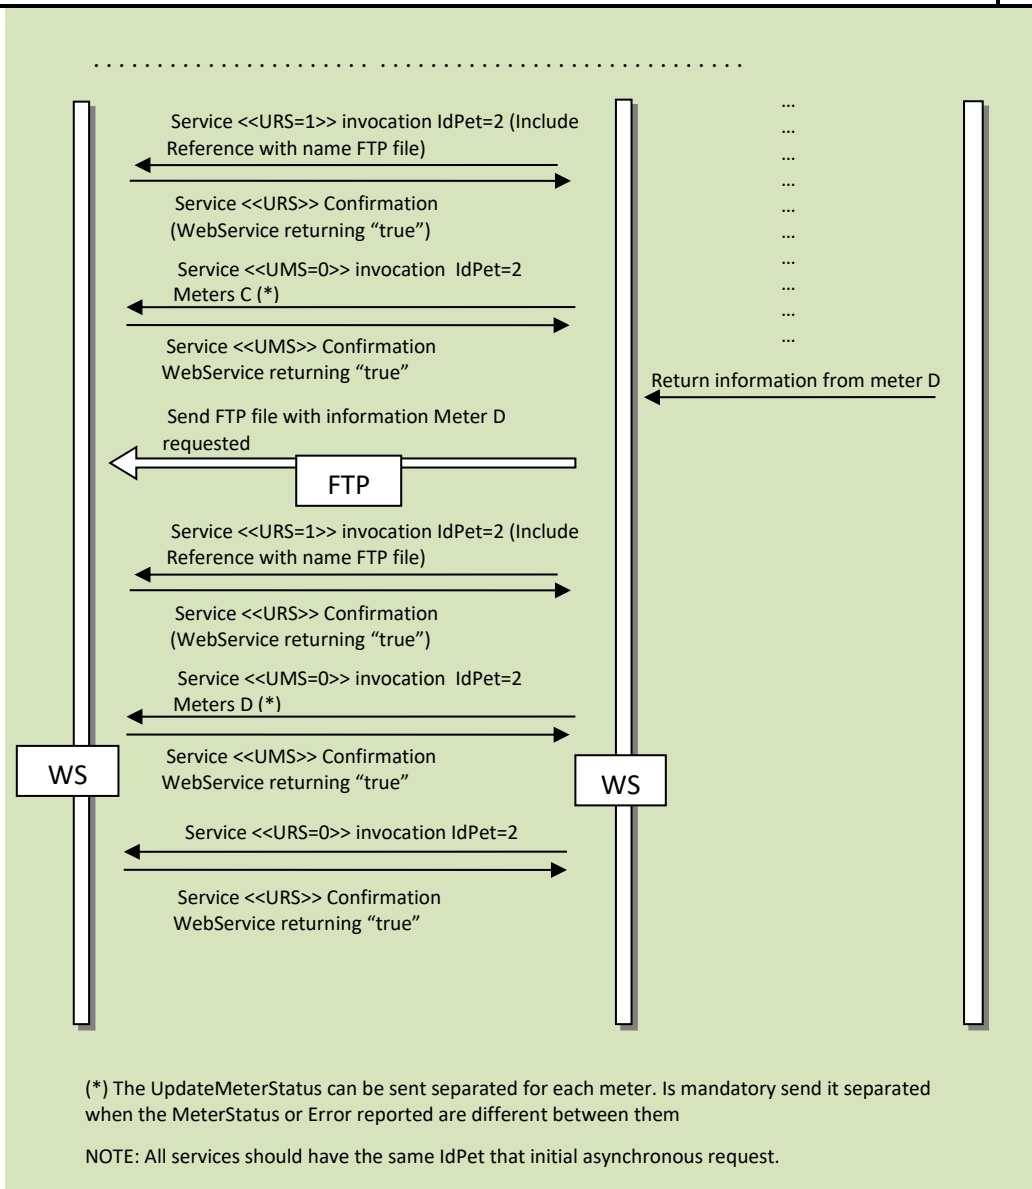 . . . . . . . . . . . . . . . . . . . . . . . . . . . . . . . . . . . . . . . . . . . . . . . . . . .
Service <<URS=1>> invocation IdPet=2 (Include
Reference with name FTP file)
Service <<URS>> Confirmation
(WebService returning “true”)
Service <<UMS=0>> invocation IdPet=2
Meters C (*)
Service <<UMS>> Confirmation
WebService returning “true”
...
...
...
...
...
...
...
...
...
...
Return information from meter D
Send FTP file with information Meter D
requested
FTP
Service <<URS=1>> invocation IdPet=2 (Include
Reference with name FTP file)
Service <<URS>> Confirmation
(WebService returning “true”)
Service <<UMS=0>> invocation IdPet=2
Meters D (*)
Service <<UMS>> Confirmation
WebService returning “true”
WS
WS
Service <<URS=0>> invocation IdPet=2
Service <<URS>> Confirmation
WebService returning “true”
(*) The UpdateMeterStatus can be sent separated for each meter. Is mandatory send it separated
when the MeterStatus or Error reported are different between them
NOTE: All services should have the same IdPet that initial asynchronous request.